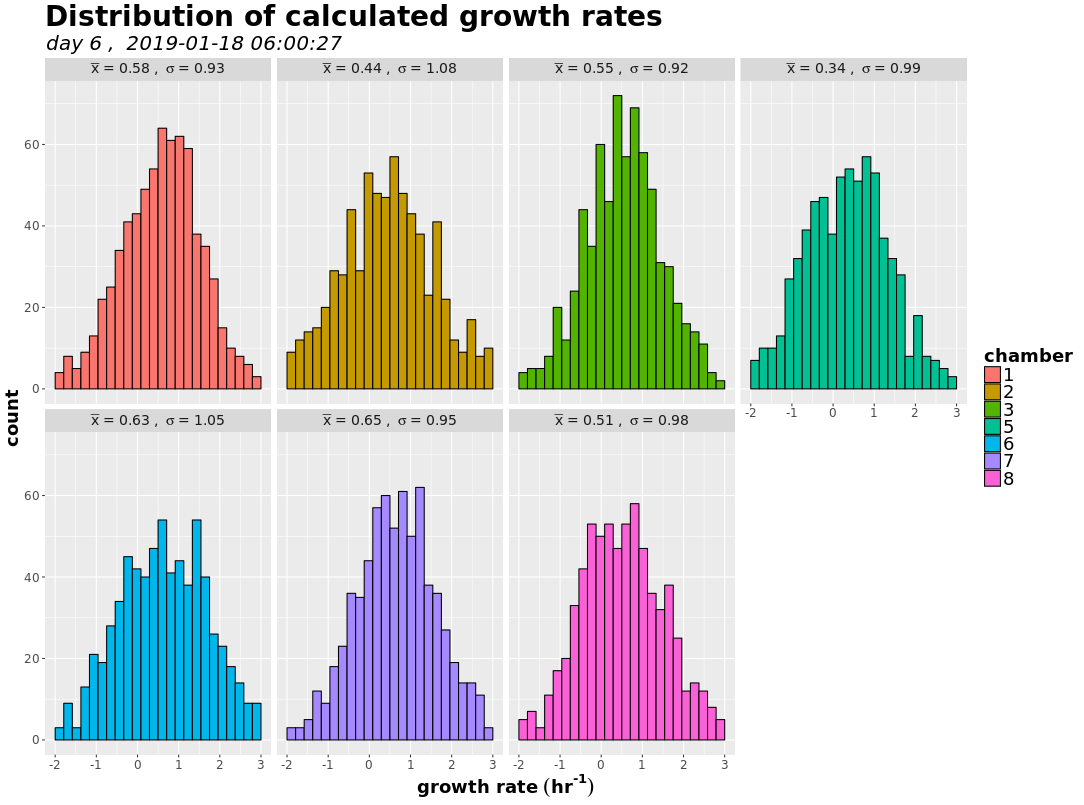 Distribution of calculated growth rates
day 6 , 2019-01-18 06:00:27
x̅ = 0.58 , σ = 0.93
x̅ = 0.44 , σ = 1.08
x̅ = 0.55 , σ = 0.92
x̅ = 0.34 , σ = 0.99
60
40
20
0
-2 -1 0 1 2 3
x̅ = 0.63 , σ = 1.05
x̅ = 0.65 , σ = 0.95
x̅ = 0.51 , σ = 0.98
60
40
20
0
-2 -1 0 1 2 3
-2 -1 0 1 2 3
-2 -1 0 1 2 3
count
growth rate (hr⁻¹)
chamber
1
2
3
5
6
7
8